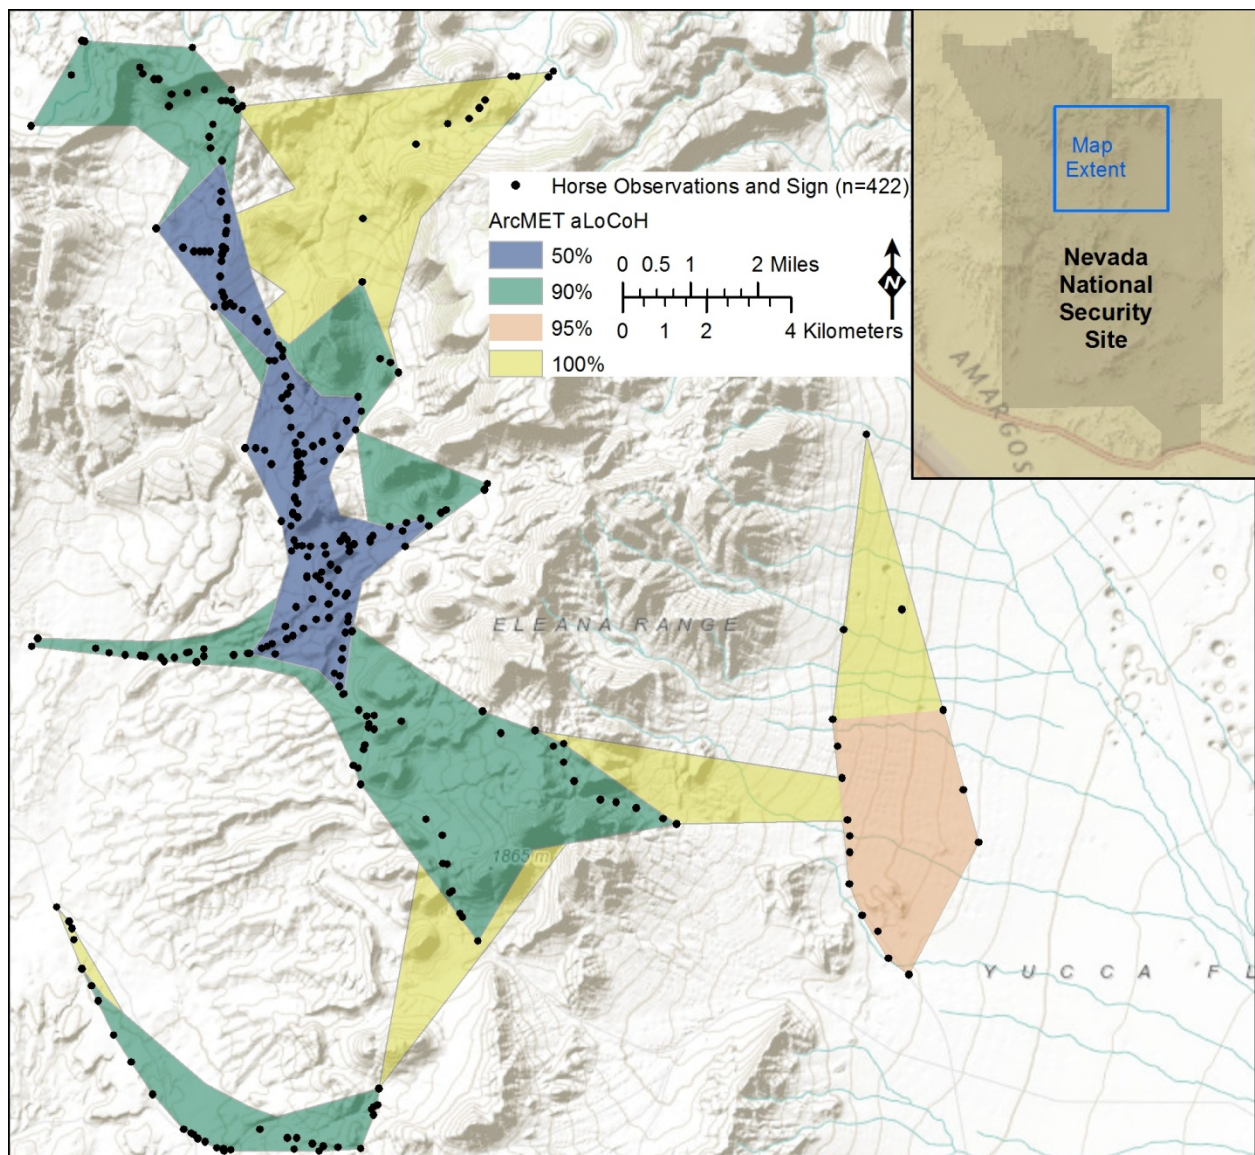 Horse Observations and Sign (n=422)
ArcMET aLoCoH
50%
90%
95%
100%
0 0.5 1 2 Miles
0 1 2 4 Kilometers
N
Map
Extent
Nevada
National
Security
Site
AMARGOS
ELEANA RANGE
1865 m
YUCCA FL